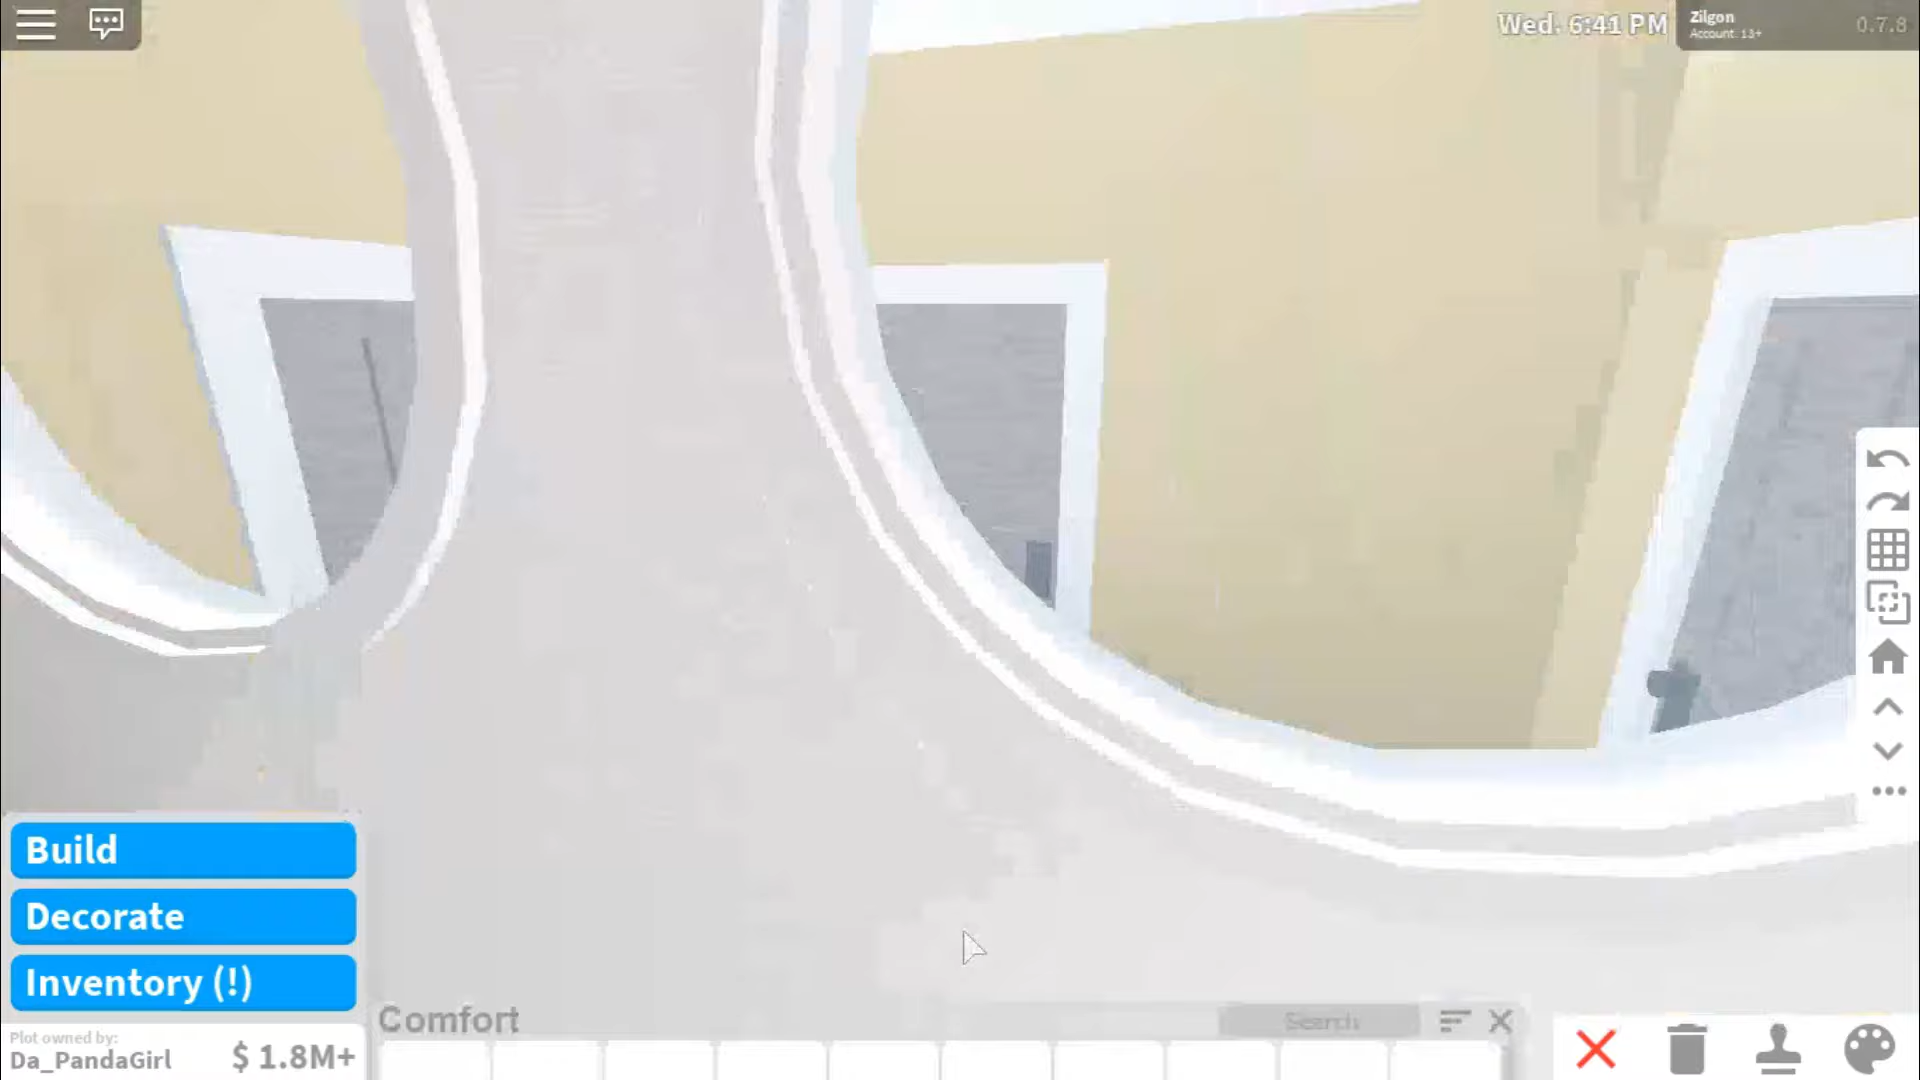 Wed. 6:41 PM
Zilgon
Account: 13+
0.7.8
Build
Decorate
Inventory (!)
Plot owned by:
Da_PandaGirl
$ 1.8M+
Comfort
Search